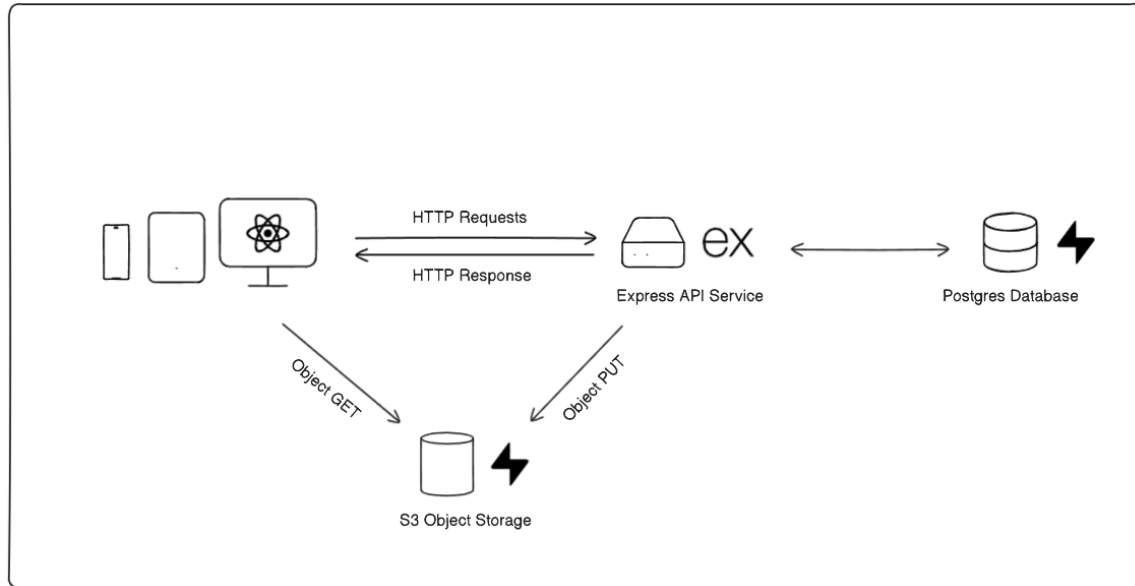 HTTP Requests
ex
HTTP Response
Express API Service
Postgres Database
Object GET
Object PUT
S3 Object Storage